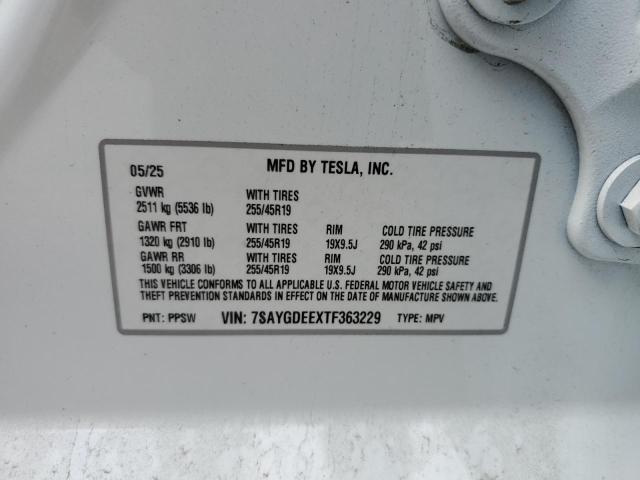 05/25 MFD BY TESLA, INC.
GVWR WITH TIRES
2511 kg (5536 lb) 255/45R19
GAWR FRT WITH TIRES RIM COLD TIRE PRESSURE
1320 kg (2910 lb) 255/45R19 19X9.5J 290 kPa, 42 psi
GAWR RR WITH TIRES RIM COLD TIRE PRESSURE
1500 kg (3306 lb) 255/45R19 19X9.5J 290 kPa, 42 psi
THIS VEHICLE CONFORMS TO ALL APPLICABLE U.S. FEDERAL MOTOR VEHICLE SAFETY AND
THEFT PREVENTION STANDARDS IN EFFECT ON THE DATE OF MANUFACTURE SHOWN ABOVE.
PNT: PPSW VIN: 7SAYGDEEXTF363229 TYPE: MPV